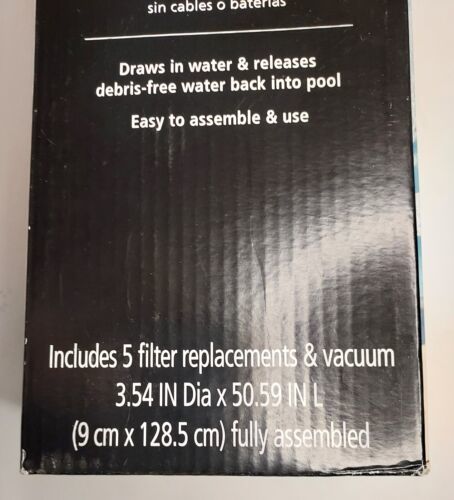 sin cables o baterías
Draws in water & releases
debris-free water back into pool
Easy to assemble & use
Includes 5 filter replacements & vacuum
3.54 IN Dia x 50.59 IN L
(9 cm x 128.5 cm) fully assembled